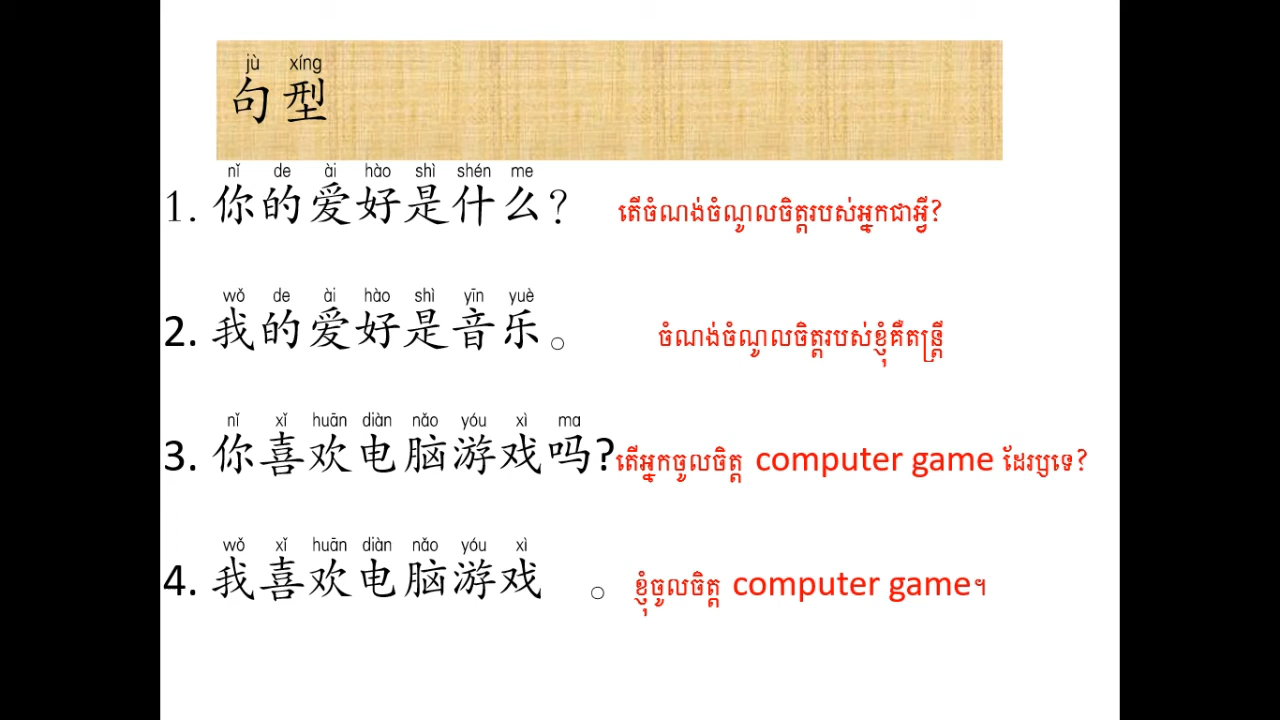 jù xíng
句型
nǐ de ài hào shì shén me
1. 你的爱好是什么? តើចំណង់ចំណូលចិត្តរបស់អ្នកជាអ្វី?
wǒ de ài hào shì yīn yuè
2. 我的爱好是音乐。 ចំណង់ចំណូលចិត្តរបស់ខ្ញុំគឺតន្ត្រី
nǐ xǐ huān diàn nǎo yóu xì ma
3. 你喜欢电脑游戏吗?តើអ្នកចូលចិត្ត computer game ដែរឫទេ?
wǒ xǐ huān diàn nǎo yóu xì
4. 我喜欢电脑游戏 。 ខ្ញុំចូលចិត្ត computer game។